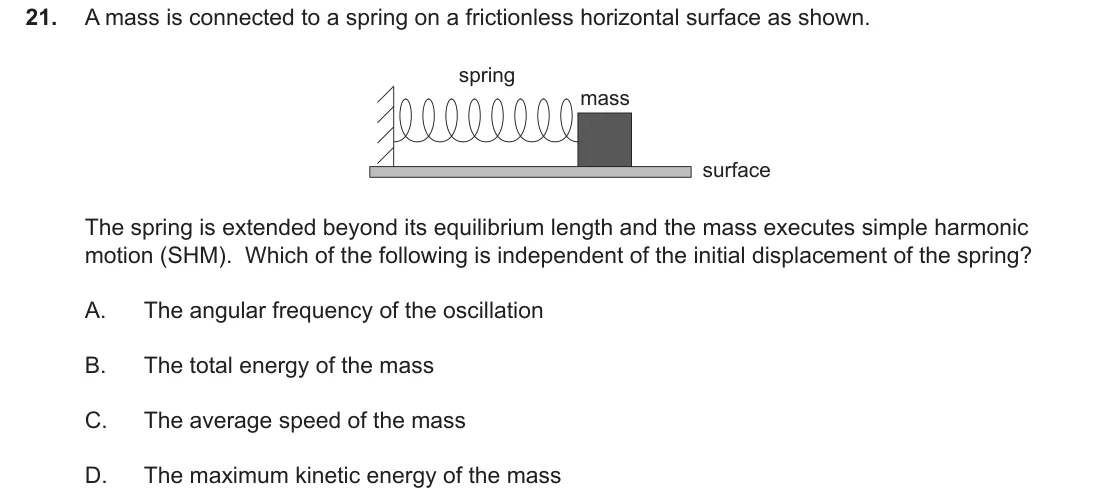 21. A mass is connected to a spring on a frictionless horizontal surface as shown.
spring
mass
surface
The spring is extended beyond its equilibrium length and the mass executes simple harmonic
motion (SHM). Which of the following is independent of the initial displacement of the spring?
A. The angular frequency of the oscillation
B. The total energy of the mass
C. The average speed of the mass
D. The maximum kinetic energy of the mass